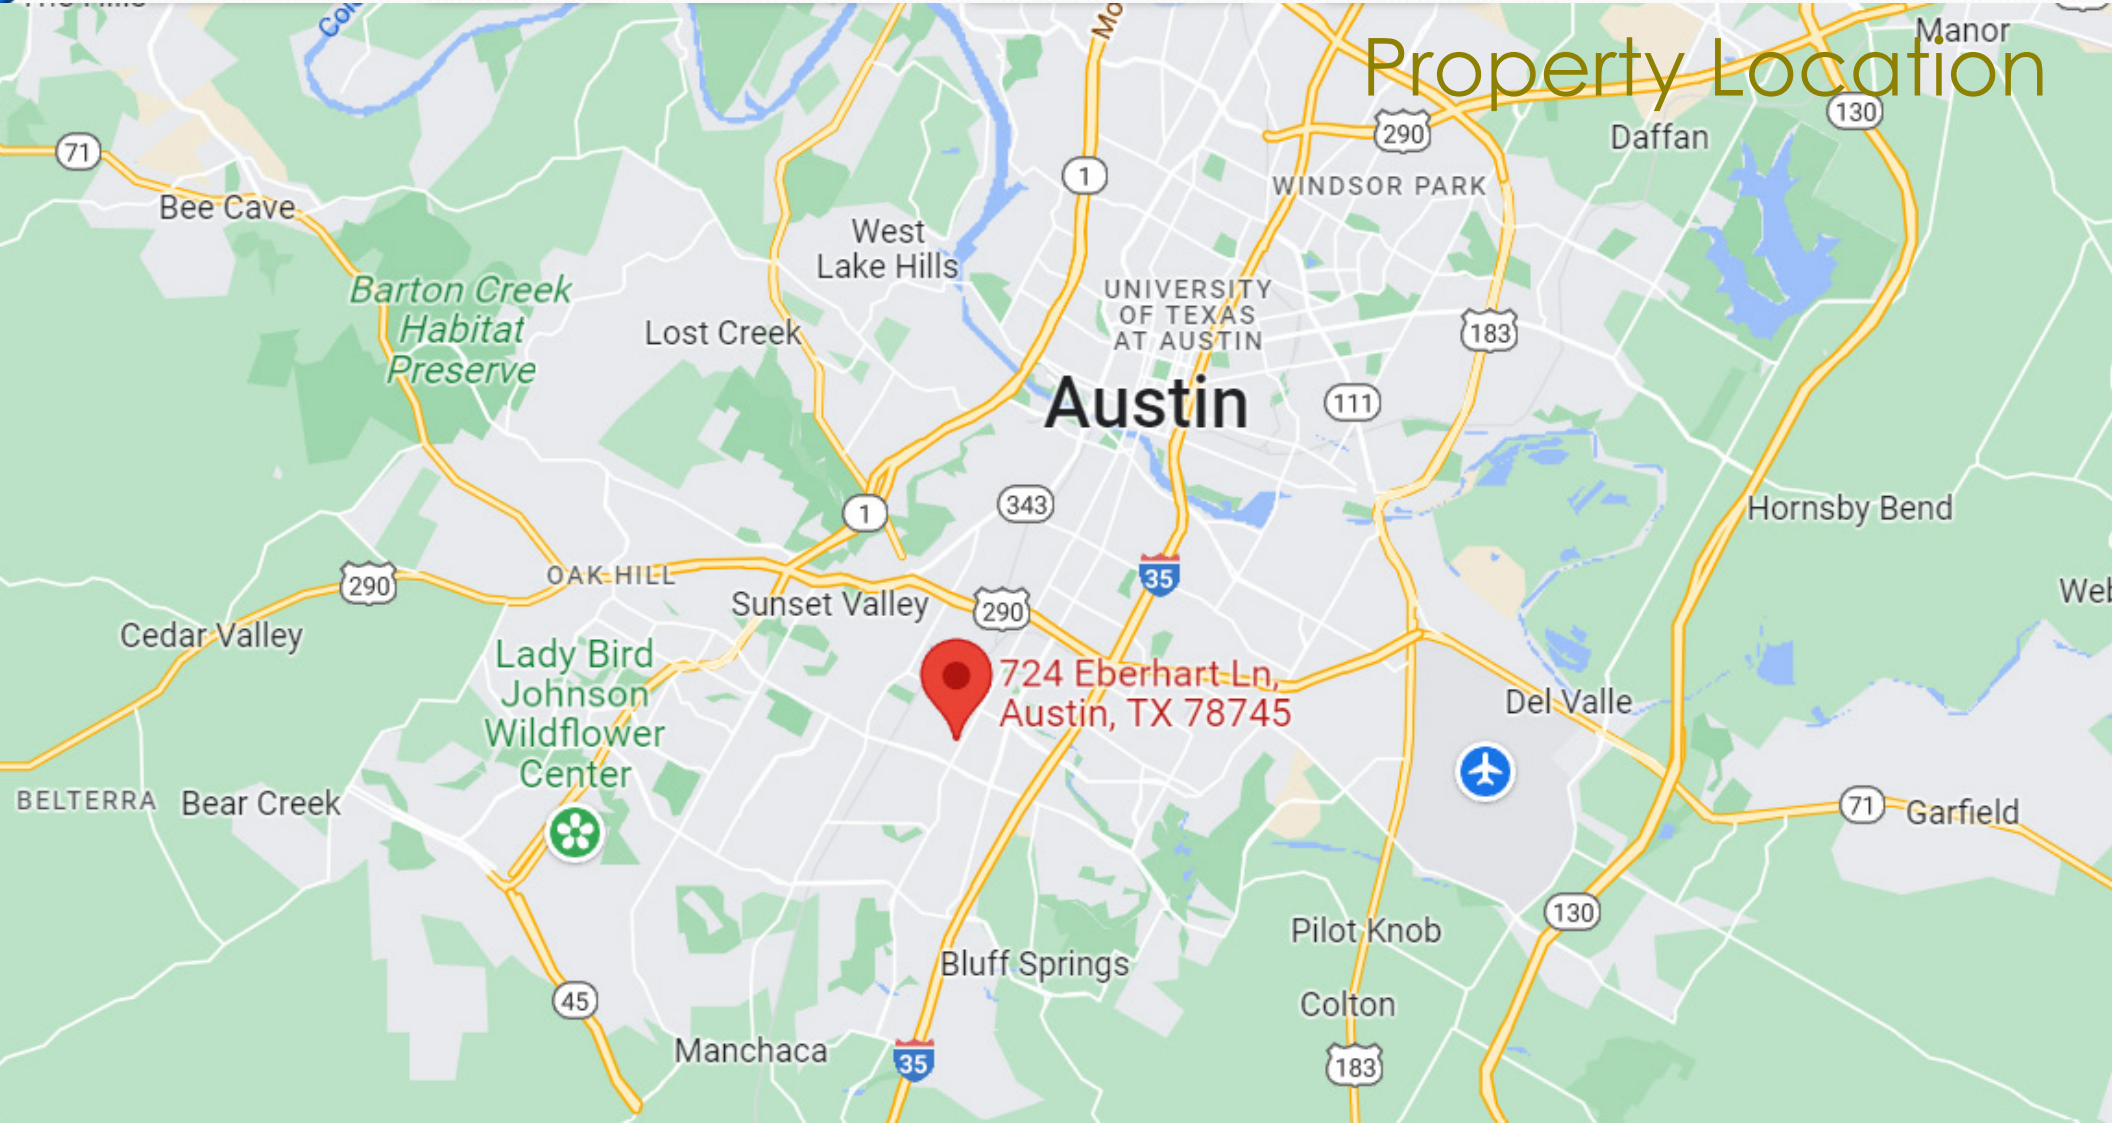 Property Location
Manor
130
290
Daffan
71
1
WINDSOR PARK
Bee Cave
West
Lake Hills
Barton Creek
Habitat
Preserve
UNIVERSITY
OF TEXAS
AT AUSTIN
Lost Creek
183
Austin
111
343
1
Hornsby Bend
290
OAK HILL
35
Sunset Valley
290
Cedar Valley
Lady Bird
Johnson
Wildflower
Center
724 Eberhart Ln,
Austin, TX 78745
Del Valle
BELTERRA
Bear Creek
71
Garfield
130
Pilot Knob
Bluff Springs
45
Colton
Manchaca
35
183